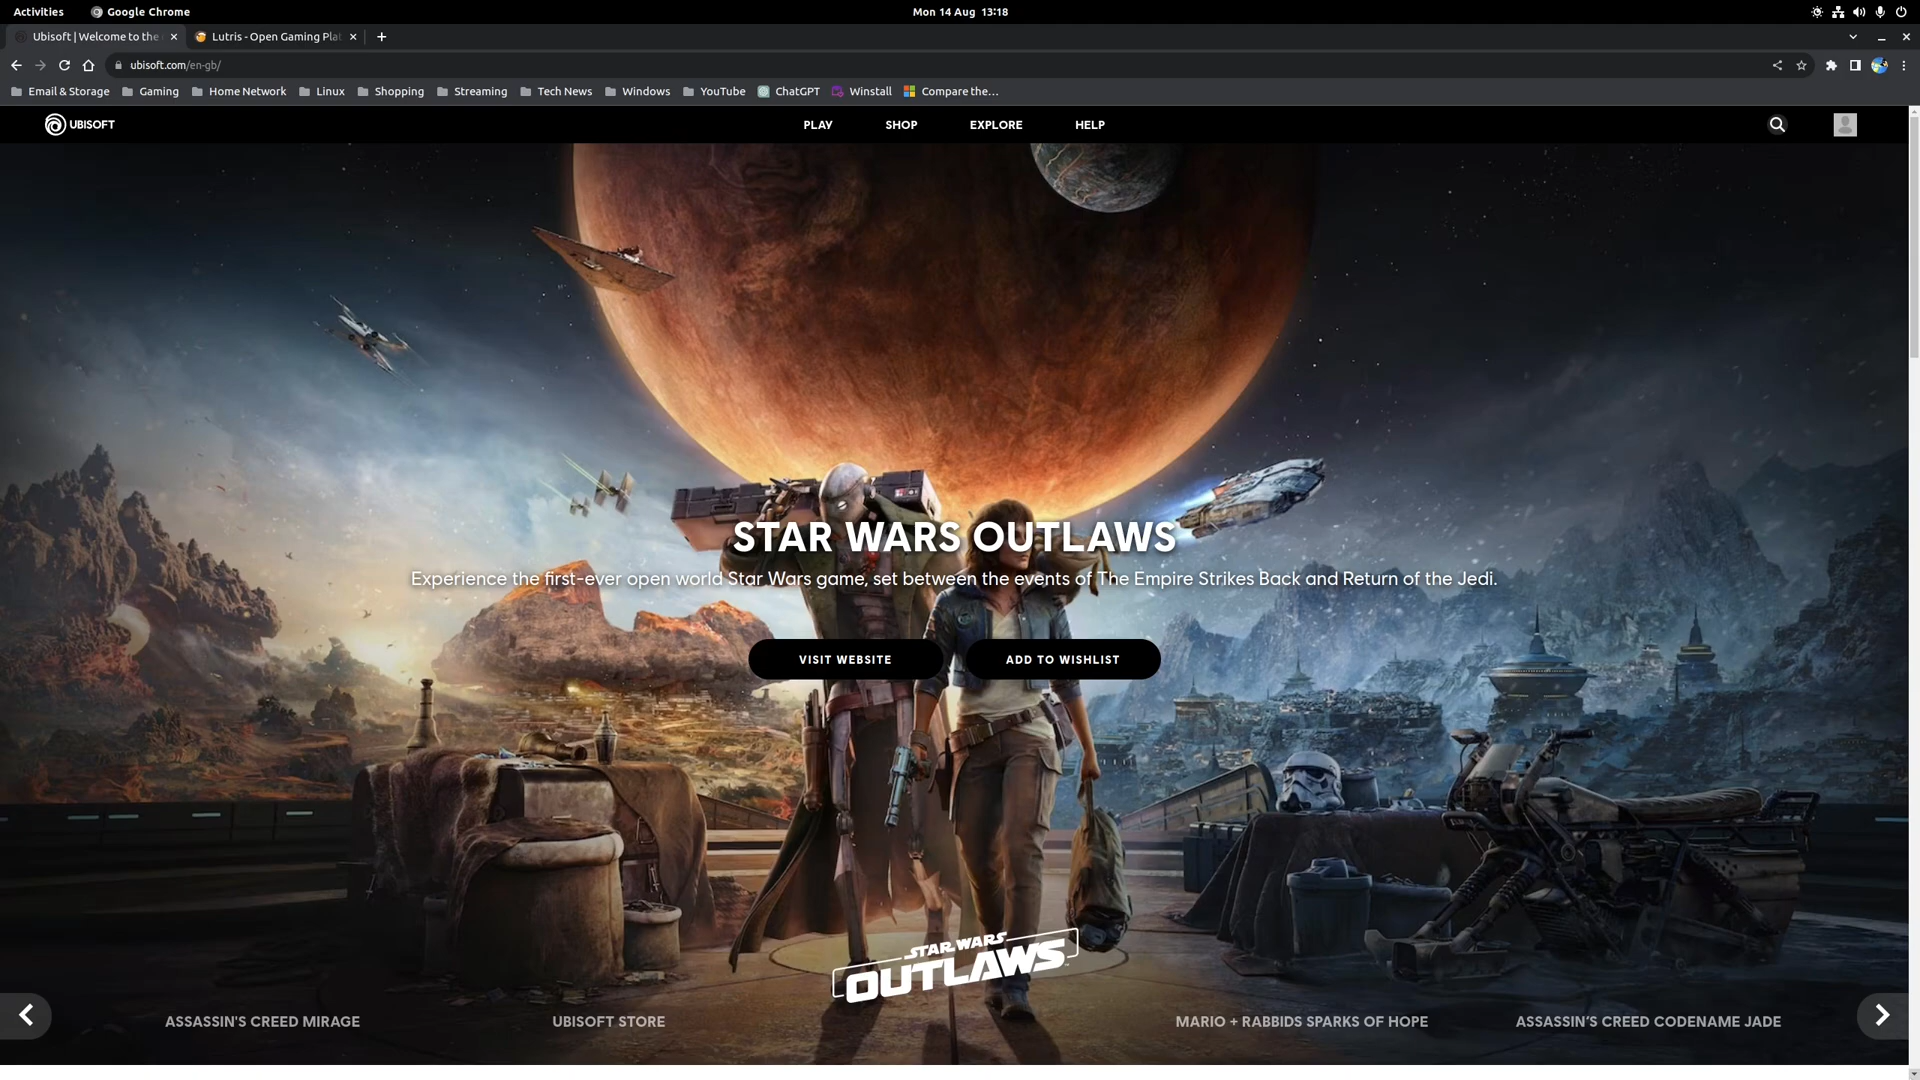 Activities
Google Chrome
Mon 14 Aug 13:18
Ubisoft | Welcome to the
Lutris - Open Gaming Pla
ubisoft.com/en-gb/
Email & Storage
Gaming
Home Network
Linux
Shopping
Streaming
Tech News
Windows
YouTube
ChatGPT
Winstall
Compare the...
UBISOFT
PLAY
SHOP
EXPLORE
HELP
STAR WARS OUTLAWS
Experience the first-ever open world Star Wars game, set between the events of The Empire Strikes Back and Return of the Jedi.
VISIT WEBSITE
ADD TO WISHLIST
STAR WARS
OUTLAWS
ASSASSIN'S CREED MIRAGE
UBISOFT STORE
MARIO + RABBIDS SPARKS OF HOPE
ASSASSIN’S CREED CODENAME JADE